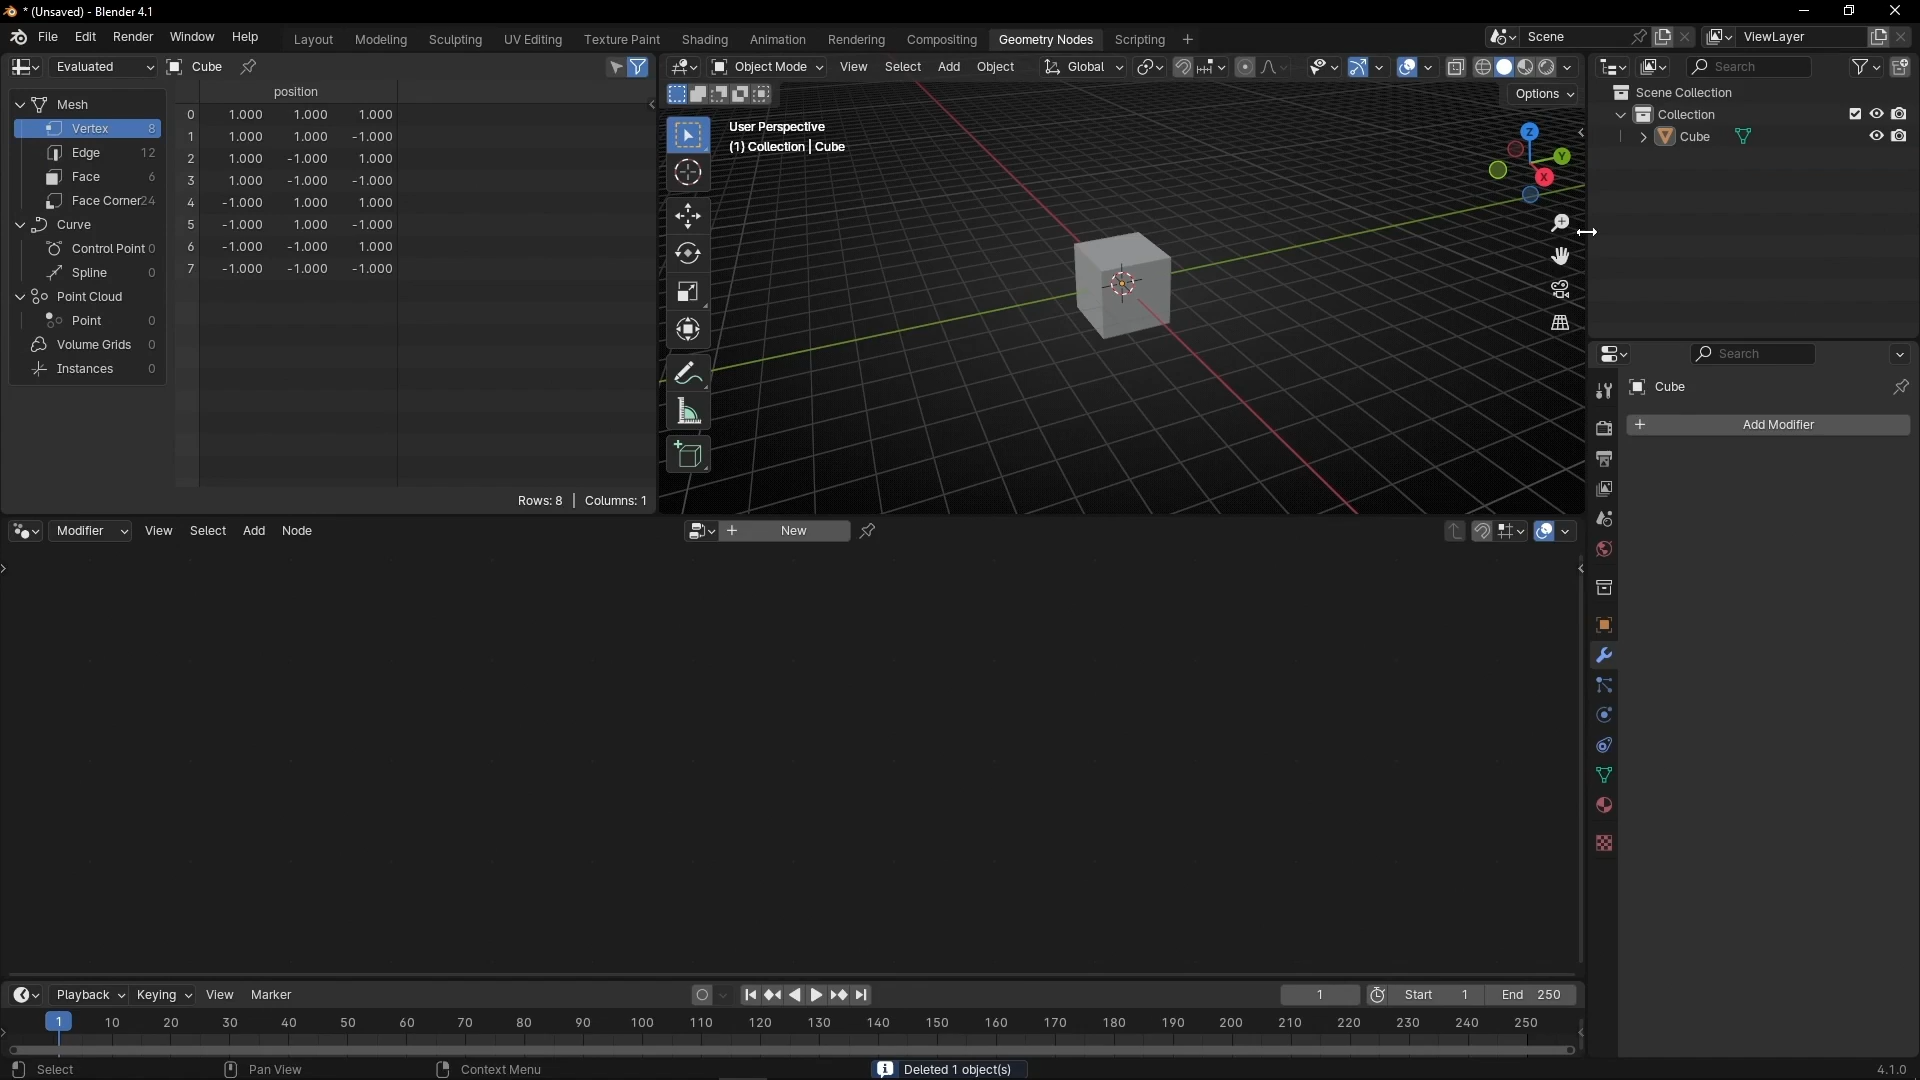 * (Unsaved) - Blender 4.1
File Edit Render Window Help Layout Modeling Sculpting UV Editing Texture Paint Shading Animation Rendering Compositing Geometry Nodes Scripting + Scene ViewLayer
Evaluated Cube
position
Mesh
Vertex 8
Edge 12
Face 6
Face Corner 24
Curve
Control Point 0
Spline 0
Point Cloud
Point 0
Volume Grids 0
Instances 0
0 1.000 1.000 1.000
1 1.000 1.000 -1.000
2 1.000 -1.000 1.000
3 1.000 -1.000 -1.000
4 -1.000 1.000 1.000
5 -1.000 1.000 -1.000
6 -1.000 -1.000 1.000
7 -1.000 -1.000 -1.000
Rows: 8 | Columns: 1
Object Mode View Select Add Object Global
Options
User Perspective
(1) Collection | Cube
Z
Y
X
Search
Scene Collection
Collection
Cube
Search
Cube
+ Add Modifier
Modifier View Select Add Node + New
Playback Keying View Marker 1 Start 1 End 250
1 10 20 30 40 50 60 70 80 90 100 110 120 130 140 150 160 170 180 190 200 210 220 230 240 250
Select Pan View Context Menu Deleted 1 object(s) 4.1.0